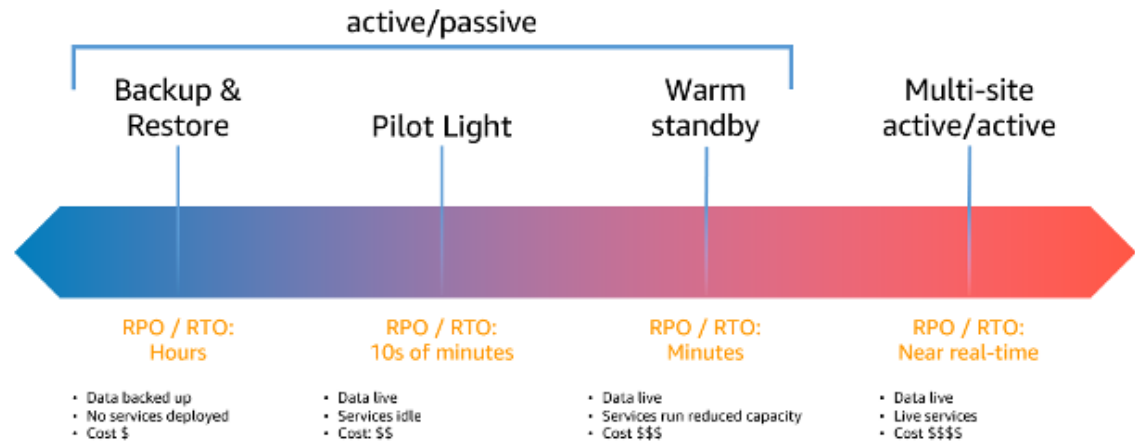 active/passive
Backup &
Restore
Pilot Light
Warm
standby
Multi-site
active/active
RPO / RTO:
Hours
RPO / RTO:
10s of minutes
RPO / RTO:
Minutes
RPO / RTO:
Near real-time
• Data backed up
• No services deployed
• Cost $
• Data live
• Services idle
• Cost: $$
• Data live
• Services run reduced capacity
• Cost $$$
• Data live
• Live services
• Cost $$$$